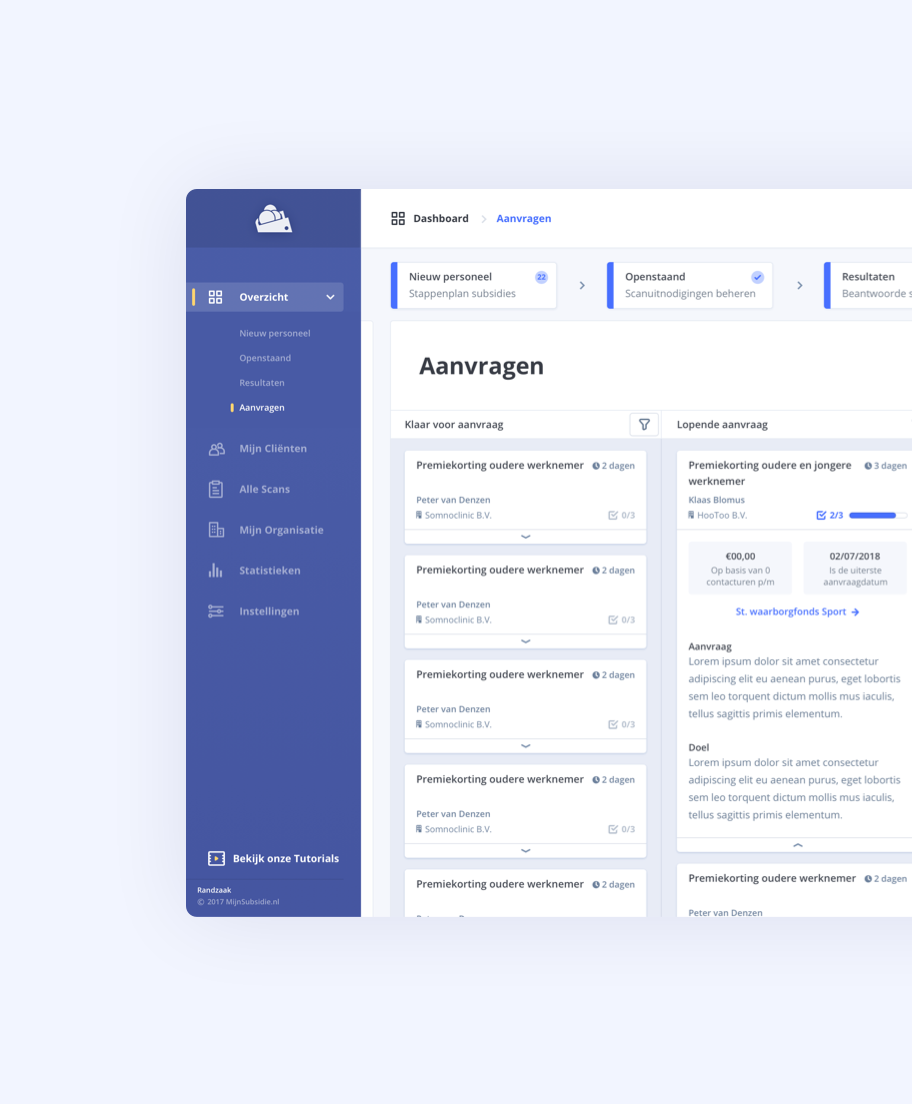 Dashboard
Aanvragen
Overzicht
Nieuw personeel
Openstaand
Resultaten
Aanvragen
Mijn Cliënten
Alle Scans
Mijn Organisatie
Statistieken
Instellingen
Bekijk onze Tutorials
Randzaak
© 2017 MijnSubsidie.nl
Nieuw personeel
22
Stappenplan subsidies
Openstaand
Scanuitnodigingen beheren
Resultaten
Beantwoorde
Aanvragen
Klaar voor aanvraag
Premiekorting oudere werknemer
2 dagen
Peter van Denzen
Somnoclinic B.V.
0/3
Premiekorting oudere werknemer
2 dagen
Peter van Denzen
Somnoclinic B.V.
0/3
Premiekorting oudere werknemer
2 dagen
Peter van Denzen
Somnoclinic B.V.
0/3
Premiekorting oudere werknemer
2 dagen
Peter van Denzen
Somnoclinic B.V.
0/3
Premiekorting oudere werknemer
2 dagen
Lopende aanvraag
Premiekorting oudere en jongere
werknemer
3 dagen
Klaas Blomus
HooToo B.V.
2/3
€00,00
Op basis van 0
contacturen p/m
02/07/2018
Is de uiterste
aanvraagdatum
St. waarborgfonds Sport
Aanvraag
Lorem ipsum dolor sit amet consectetur
adipiscing elit eu aenean purus, eget lobortis
sem leo torquent dictum mollis mus iaculis,
tellus sagittis primis elementum.
Doel
Lorem ipsum dolor sit amet consectetur
adipiscing elit eu aenean purus, eget lobortis
sem leo torquent dictum mollis mus iaculis,
tellus sagittis primis elementum.
Premiekorting oudere werknemer
2 dagen
Peter van Denzen